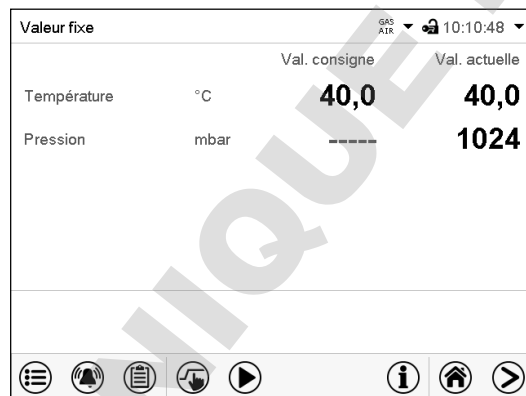 Valeur fixe GAS AIR 10:10:48
Val. consigne Val. actuelle
Température °C 40,0 40,0
Pression mbar ----- 1024
NIQUE